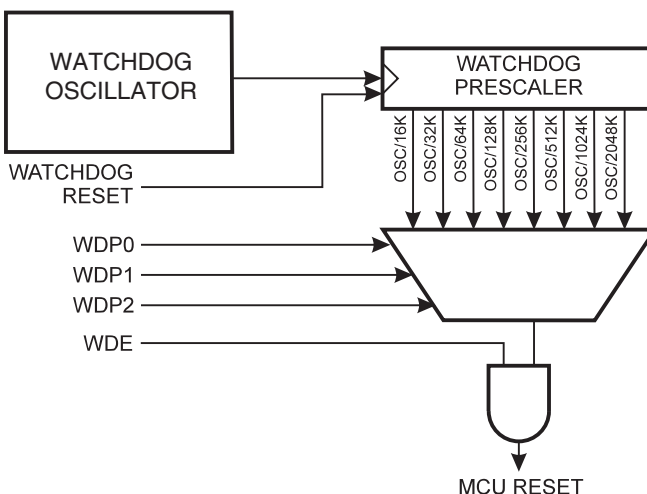 WATCHDOG
OSCILLATOR
WATCHDOG
PRESCALER
OSC/16K
OSC/32K
OSC/64K
OSC/128K
OSC/256K
OSC/512K
OSC/1024K
OSC/2048K
WATCHDOG
RESET
WDP0
WDP1
WDP2
WDE
MCU RESET